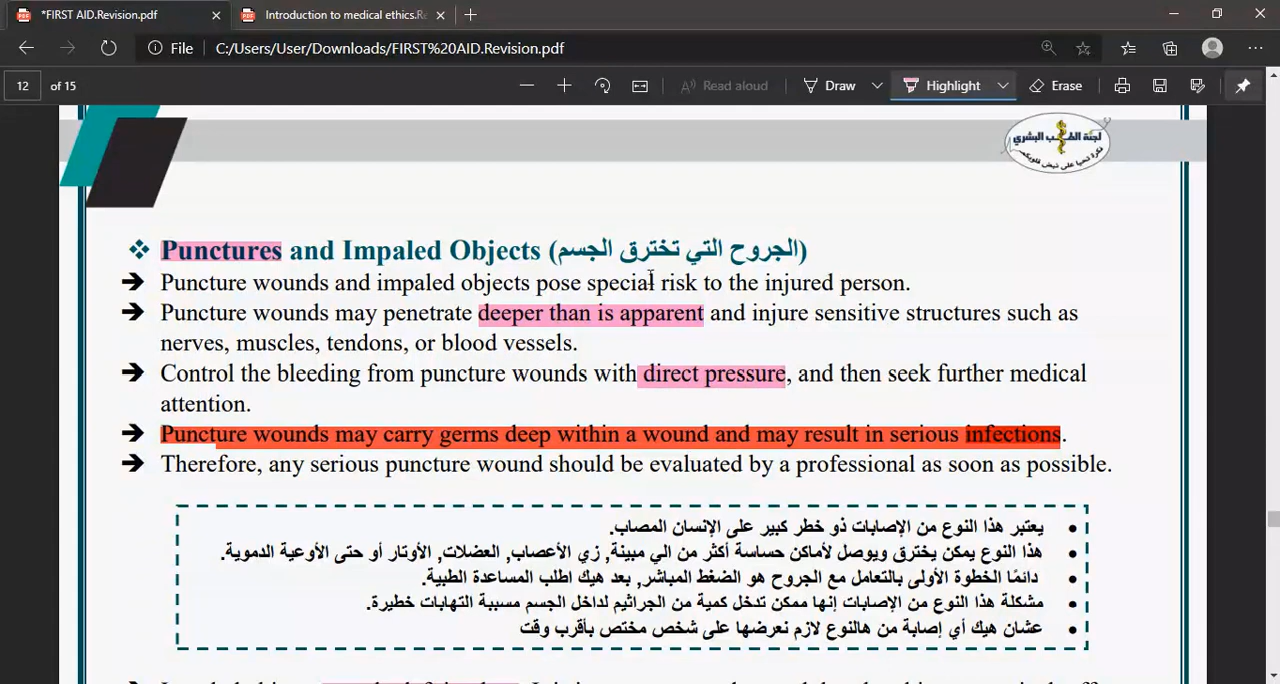 *FIRST AID.Revision.pdf
Introduction to medical ethics.Re
File C:/Users/User/Downloads/FIRST%20AID.Revision.pdf
12 of 15 Read aloud Draw Highlight Erase
لجنة الطب البشري
فكرة تحيا على نبض قلوبكم
❖ Punctures and Impaled Objects (الجروح التي تخترق الجسم)
➔ Puncture wounds and impaled objects pose special risk to the injured person.
➔ Puncture wounds may penetrate deeper than is apparent and injure sensitive structures such as
nerves, muscles, tendons, or blood vessels.
➔ Control the bleeding from puncture wounds with direct pressure, and then seek further medical
attention.
➔ Puncture wounds may carry germs deep within a wound and may result in serious infections.
➔ Therefore, any serious puncture wound should be evaluated by a professional as soon as possible.
• يعتبر هذا النوع من الإصابات ذو خطر كبير على الإنسان المصاب.
• هذا النوع يمكن يخترق ويوصل لأماكن حساسة أكثر من الي مبينة, زي الأعصاب, العضلات, الأوتار أو حتى الأوعية الدموية.
• دائمًا الخطوة الأولى بالتعامل مع الجروح هو الضغط المباشر, بعد هيك اطلب المساعدة الطبية.
• مشكلة هذا النوع من الإصابات إنها ممكن تدخل كمية من الجراثيم لداخل الجسم مسببة التهابات خطيرة.
• عشان هيك أي إصابة من هالنوع لازم نعرضها على شخص مختص بأقرب وقت